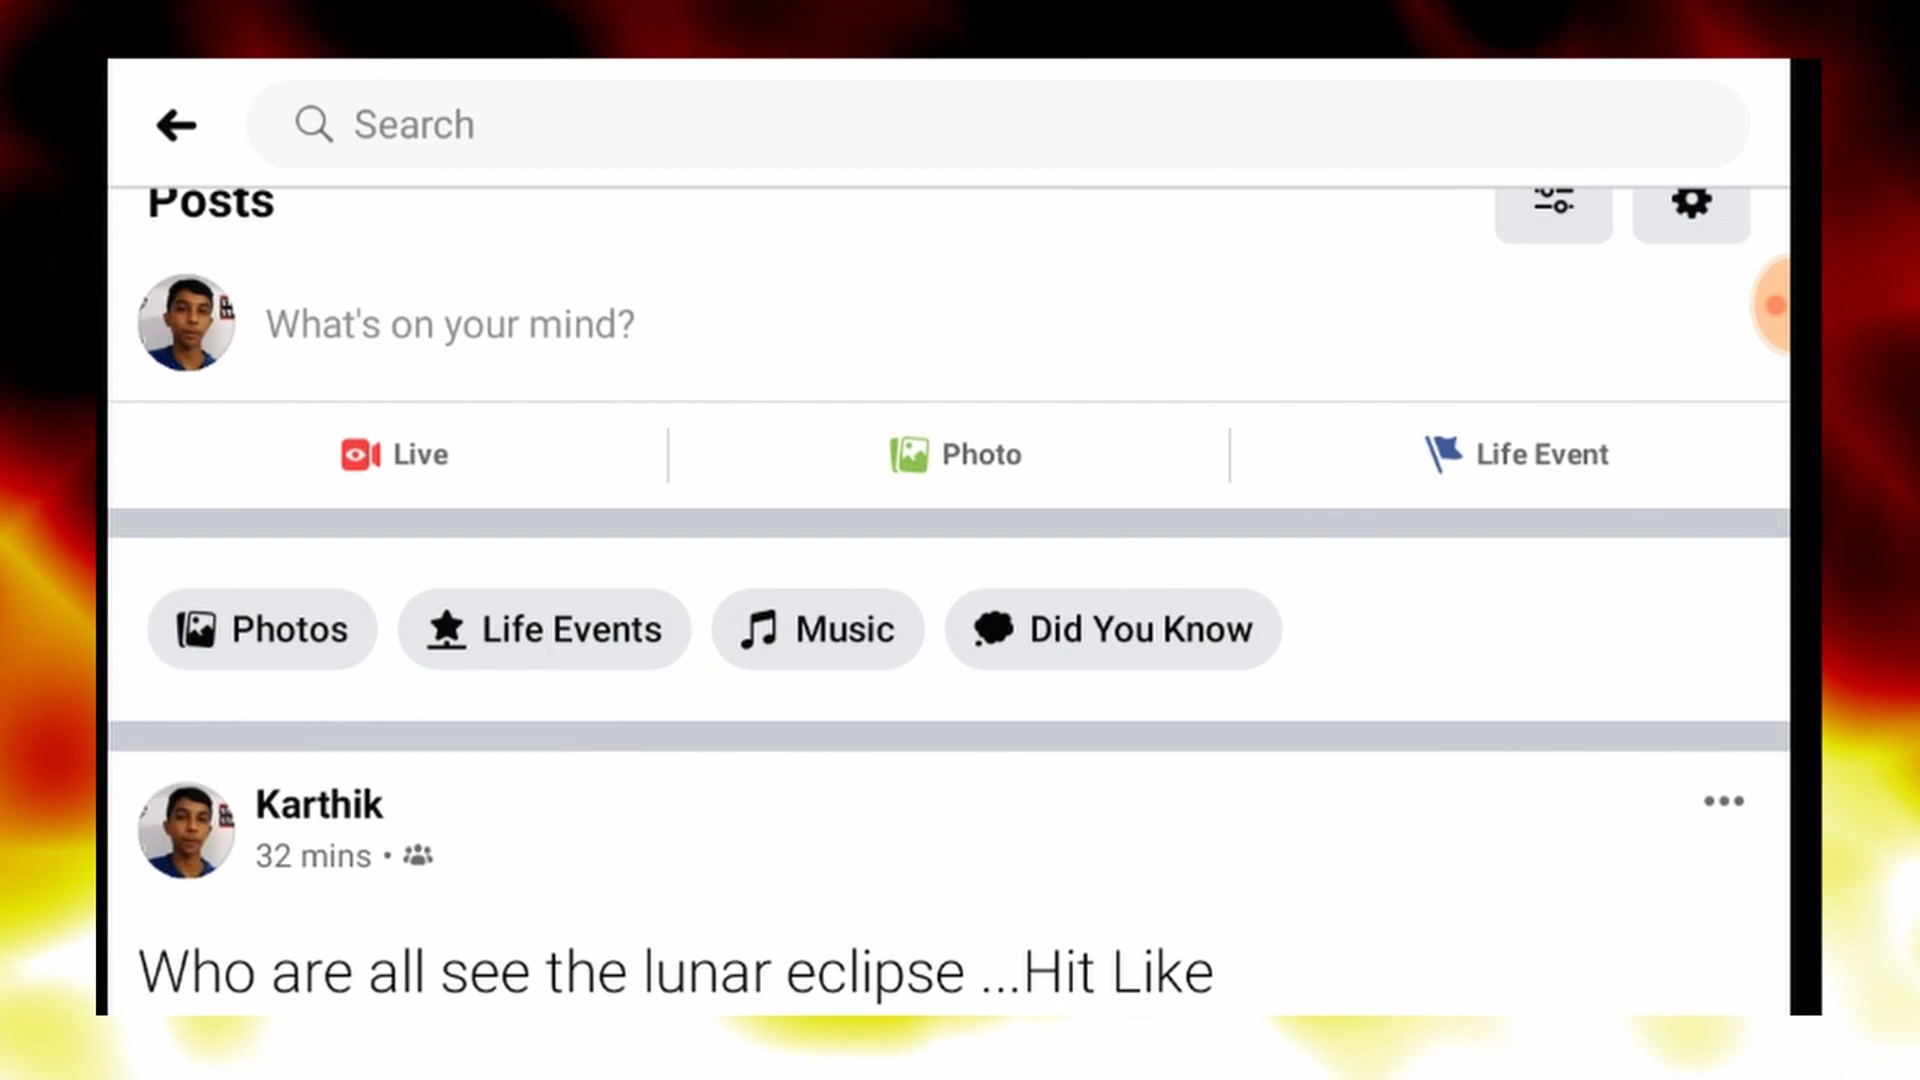 Search
Posts
What's on your mind?
Live
Photo
Life Event
Photos
Life Events
Music
Did You Know
Karthik
32 mins •
Who are all see the lunar eclipse ...Hit Like